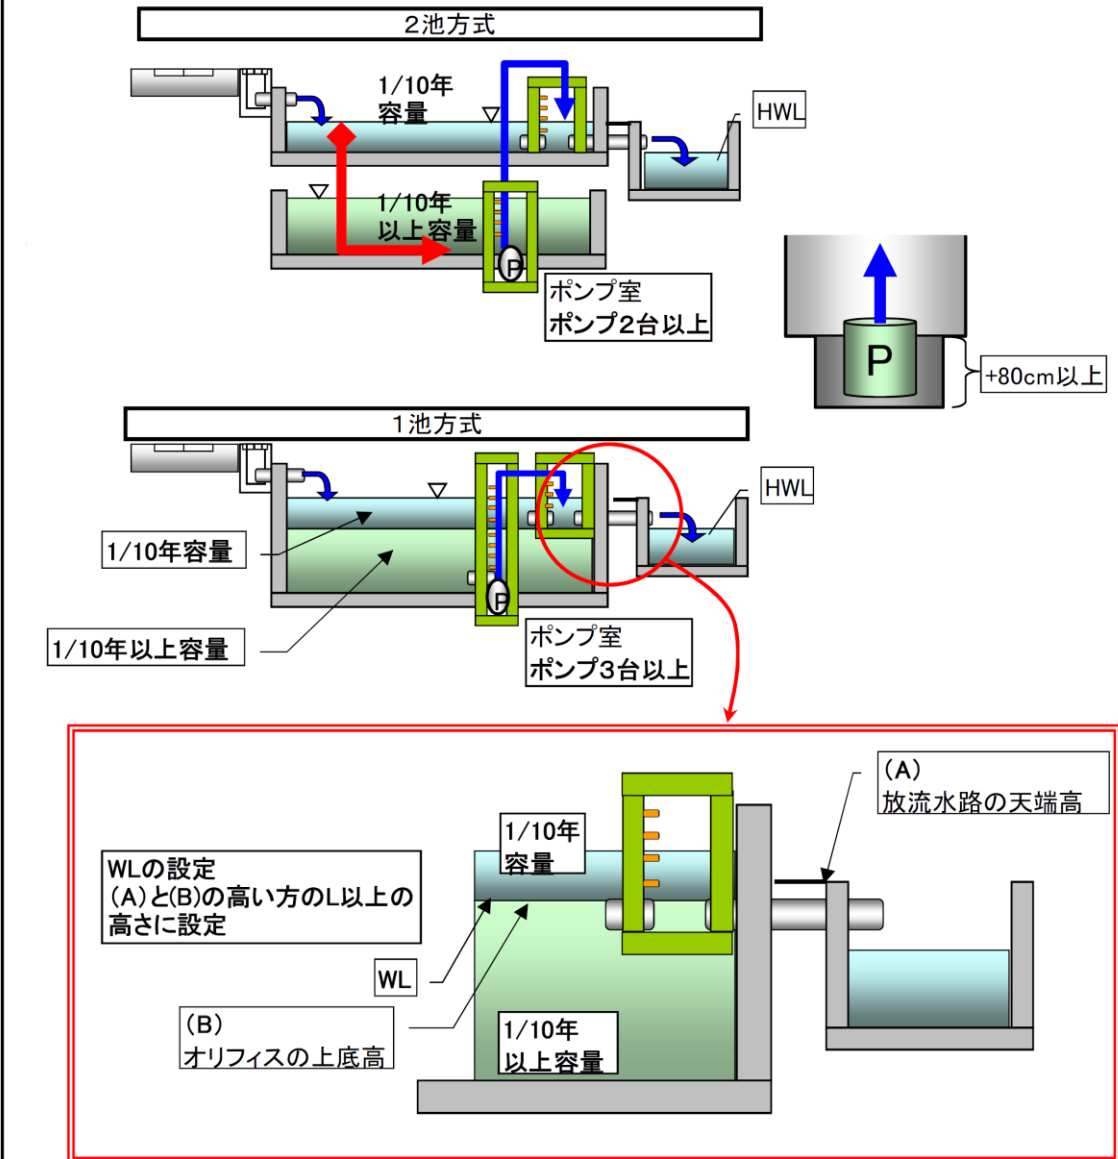 2池方式
1/10年
容量
HWL
1/10年
以上容量
P
ポンプ室
ポンプ2台以上
P
+80cm以上
1池方式
HWL
1/10年容量
P
1/10年以上容量
ポンプ室
ポンプ3台以上
(A)
放流水路の天端高
1/10年
容量
WLの設定
(A)と(B)の高い方のL以上の
高さに設定
WL
(B)
オリフィスの上底高
1/10年
以上容量